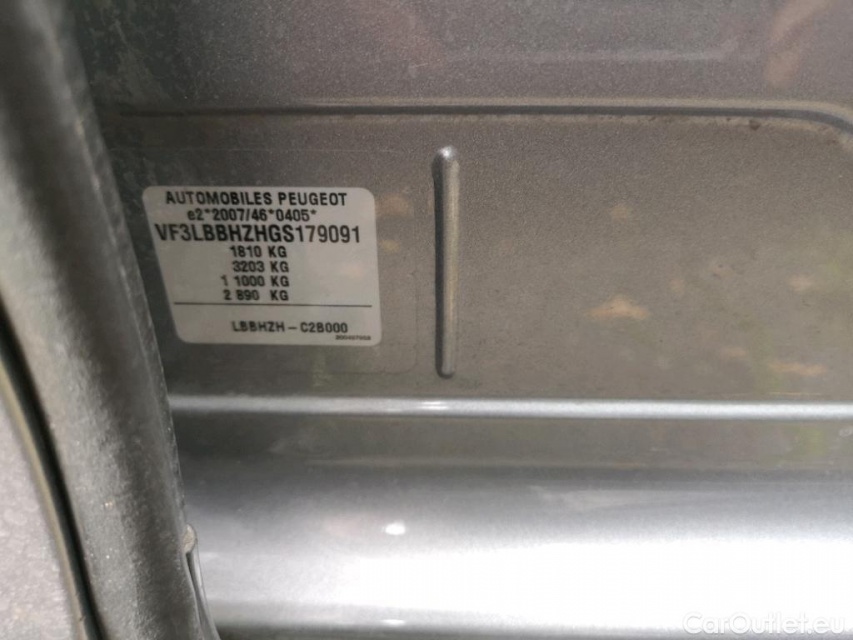 AUTOMOBILES PEUGEOT
e2*2007/46*0405*
VF3LBBHZHGS179091
1810 KG
3203 KG
1 1000 KG
2 890 KG
LBBHZH-C2B000
CarOutlet.eu